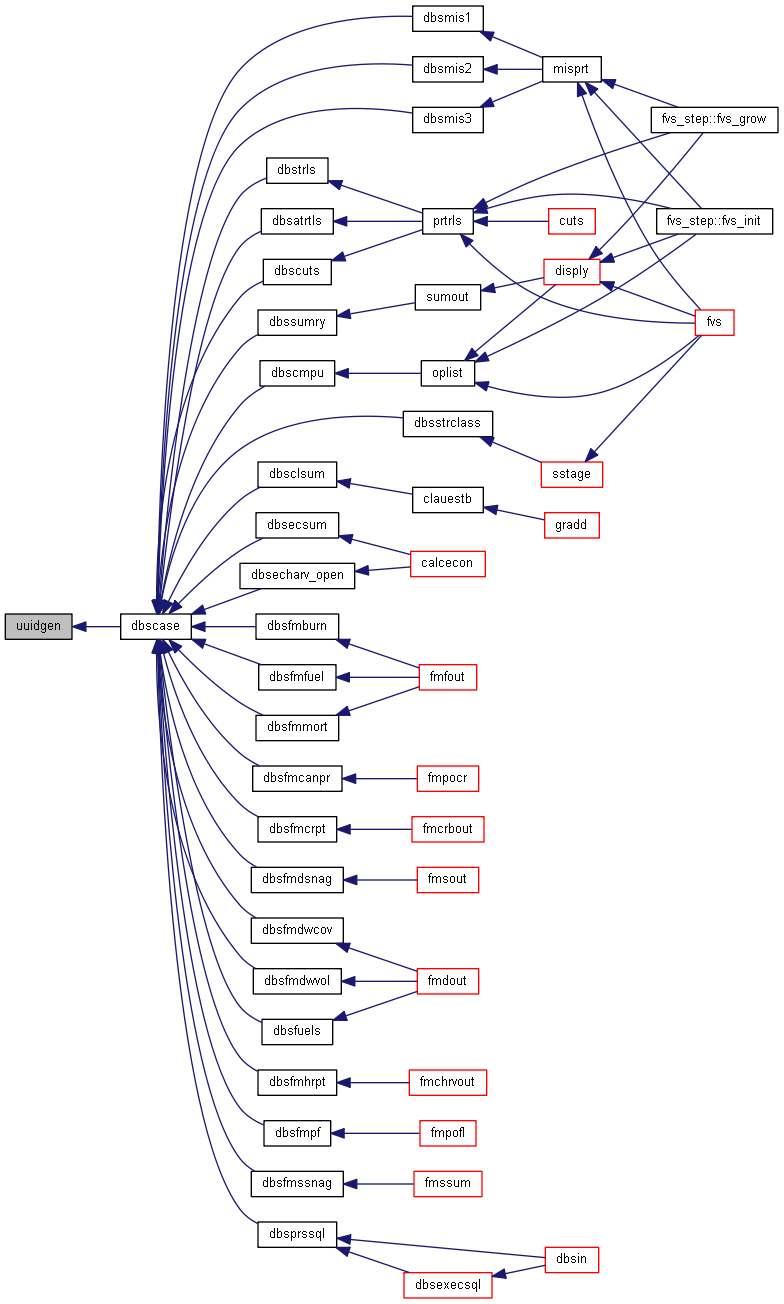 dbsmis1
dbsmis2
misprt
dbsmis3
fvs_step::fvs_grow
dbstrls
dbsatrtls
prtrls
cuts
fvs_step::fvs_init
dbscuts
disply
sumout
dbssumry
fvs
dbscmpu
oplist
dbsstrclass
dbsclsum
sstage
clauestb
dbsecsum
gradd
calcecon
dbsecharv_open
uuidgen
dbscase
dbsfmburn
dbsfmfuel
fmfout
dbsfmmort
dbsfmcanpr
fmpocr
dbsfmcrpt
fmcrbout
dbsfmdsnag
fmsout
dbsfmdwcov
dbsfmdwvol
fmdout
dbsfuels
dbsfmhrpt
fmchrvout
dbsfmpf
fmpofl
dbsfmssnag
fmssum
dbsprssql
dbsin
dbsexecsql